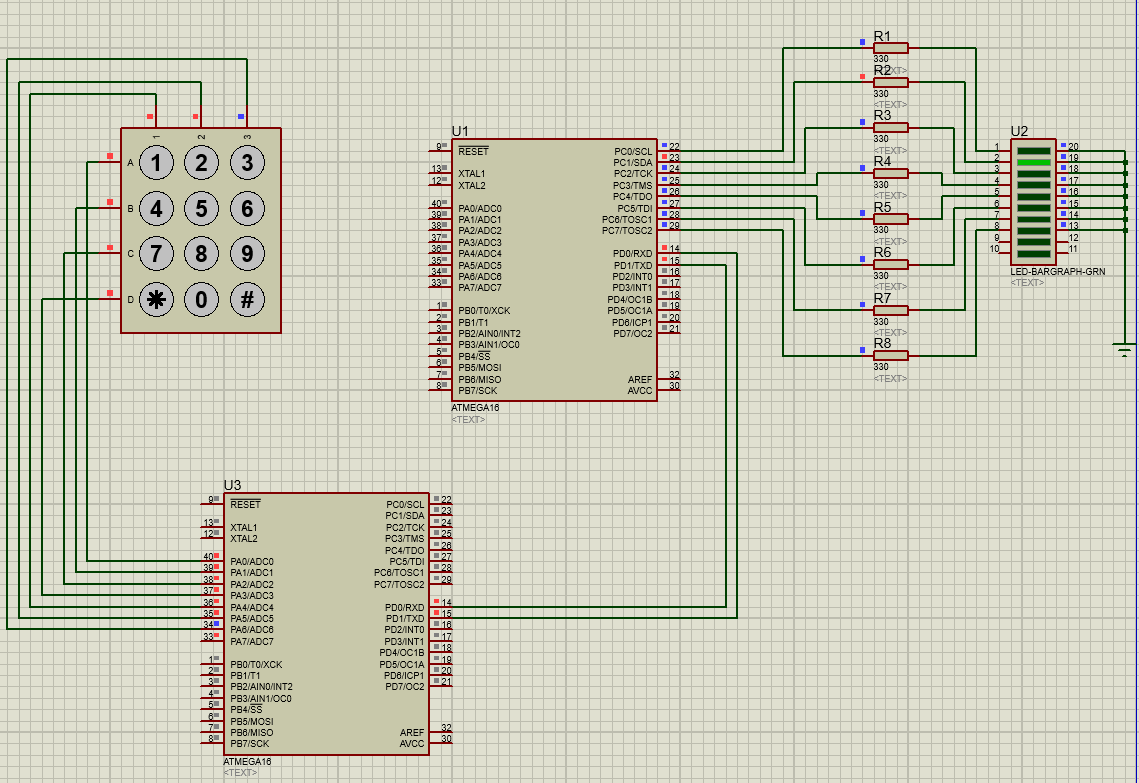 R1
330
<TEXT>
R2
330
<TEXT>
R3
330
<TEXT>
R4
330
<TEXT>
R5
330
<TEXT>
R6
330
<TEXT>
R7
330
<TEXT>
R8
330
<TEXT>
1 2 3
A 1 2 3
B 4 5 6
C 7 8 9
D * 0 #
U1
9 RESET PC0/SCL 22
PC1/SDA 23
13 XTAL1 PC2/TCK 24
12 XTAL2 PC3/TMS 25
PC4/TDO 26
40 PA0/ADC0 PC5/TDI 27
39 PA1/ADC1 PC6/TOSC1 28
38 PA2/ADC2 PC7/TOSC2 29
37 PA3/ADC3
36 PA4/ADC4 PD0/RXD 14
35 PA5/ADC5 PD1/TXD 15
34 PA6/ADC6 PD2/INT0 16
33 PA7/ADC7 PD3/INT1 17
PD4/OC1B 18
1 PB0/T0/XCK PD5/OC1A 19
2 PB1/T1 PD6/ICP1 20
3 PB2/AIN0/INT2 PD7/OC2 21
4 PB3/AIN1/OC0
5 PB4/SS
6 PB5/MOSI
7 PB6/MISO AREF 32
8 PB7/SCK AVCC 30
ATMEGA16
<TEXT>
U2
1 20
2 19
3 18
4 17
5 16
6 15
7 14
8 13
9 12
10 11
LED-BARGRAPH-GRN
<TEXT>
U3
9 RESET PC0/SCL 22
PC1/SDA 23
13 XTAL1 PC2/TCK 24
12 XTAL2 PC3/TMS 25
PC4/TDO 26
40 PA0/ADC0 PC5/TDI 27
39 PA1/ADC1 PC6/TOSC1 28
38 PA2/ADC2 PC7/TOSC2 29
37 PA3/ADC3
36 PA4/ADC4 PD0/RXD 14
35 PA5/ADC5 PD1/TXD 15
34 PA6/ADC6 PD2/INT0 16
33 PA7/ADC7 PD3/INT1 17
PD4/OC1B 18
1 PB0/T0/XCK PD5/OC1A 19
2 PB1/T1 PD6/ICP1 20
3 PB2/AIN0/INT2 PD7/OC2 21
4 PB3/AIN1/OC0
5 PB4/SS
6 PB5/MOSI
7 PB6/MISO AREF 32
8 PB7/SCK AVCC 30
ATMEGA16
<TEXT>